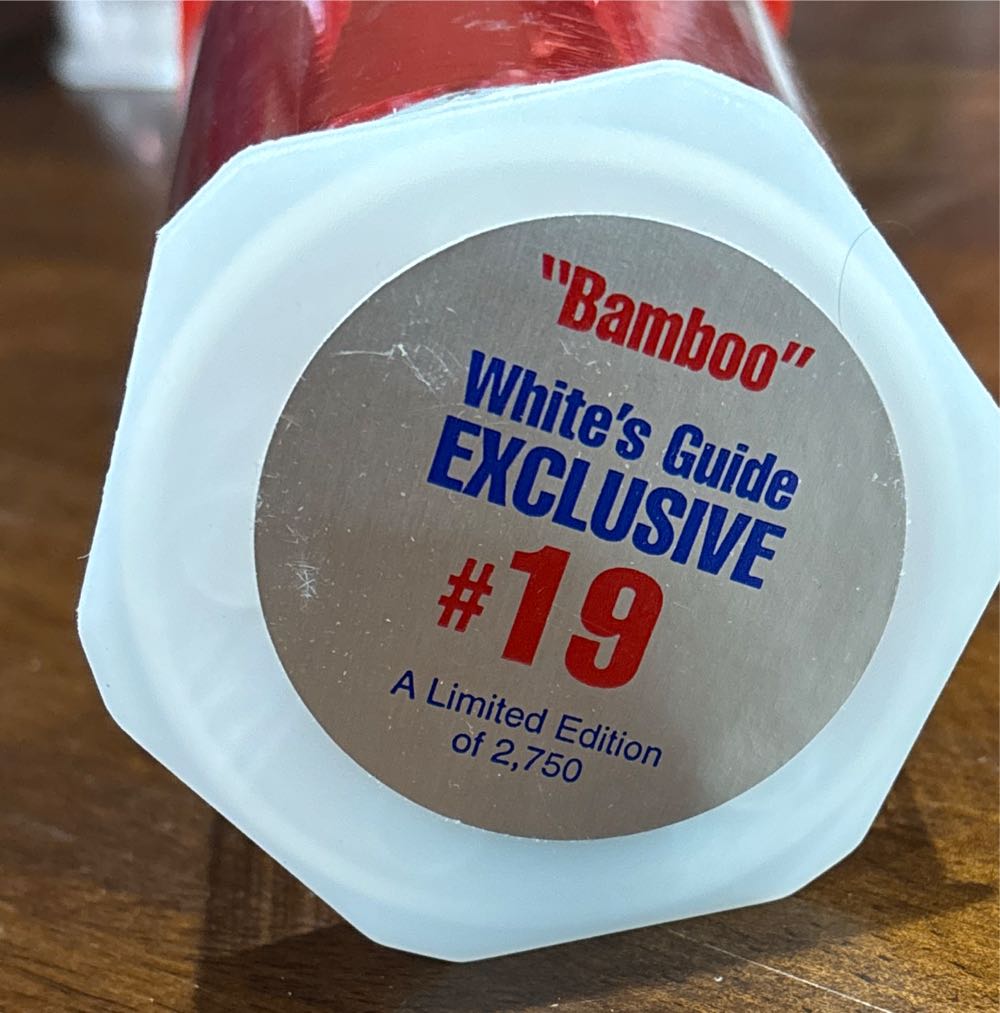 "Bamboo"
White's Guide
EXCLUSIVE
#19
A Limited Edition
of 2,750